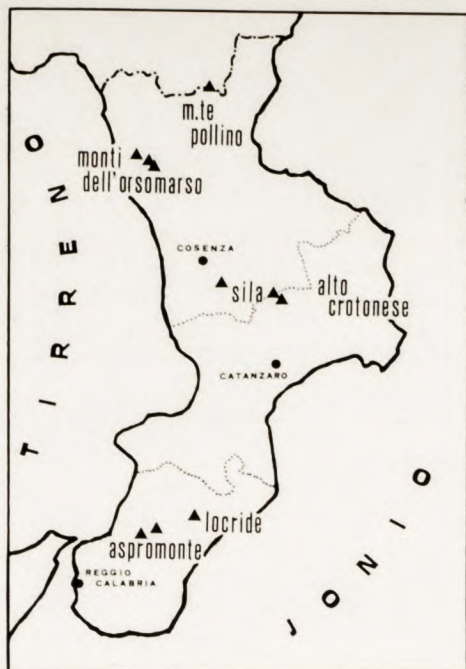 m.te
pollino
monti
dell'orsomarso
TIRRENO
COSENZA
sila
alto
crotonese
CATANZARO
locride
aspromonte
REGGIO
CALABRIA
JONIO